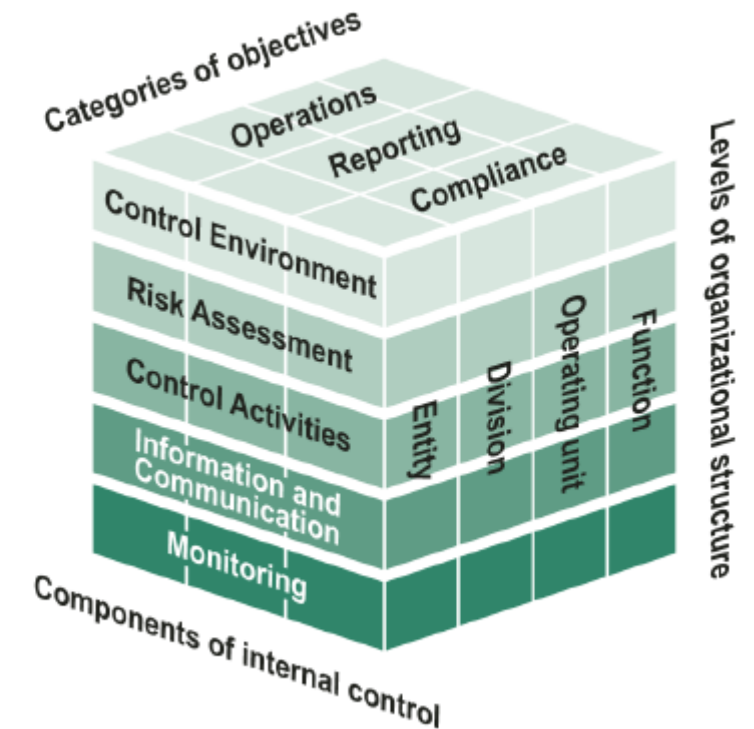 Categories of objectives
Operations
Reporting
Compliance
Control Environment
Risk Assessment
Control Activities
Information and
Communication
Monitoring
Components of internal control
Entity
Division
Operating unit
Function
Levels of organizational structure